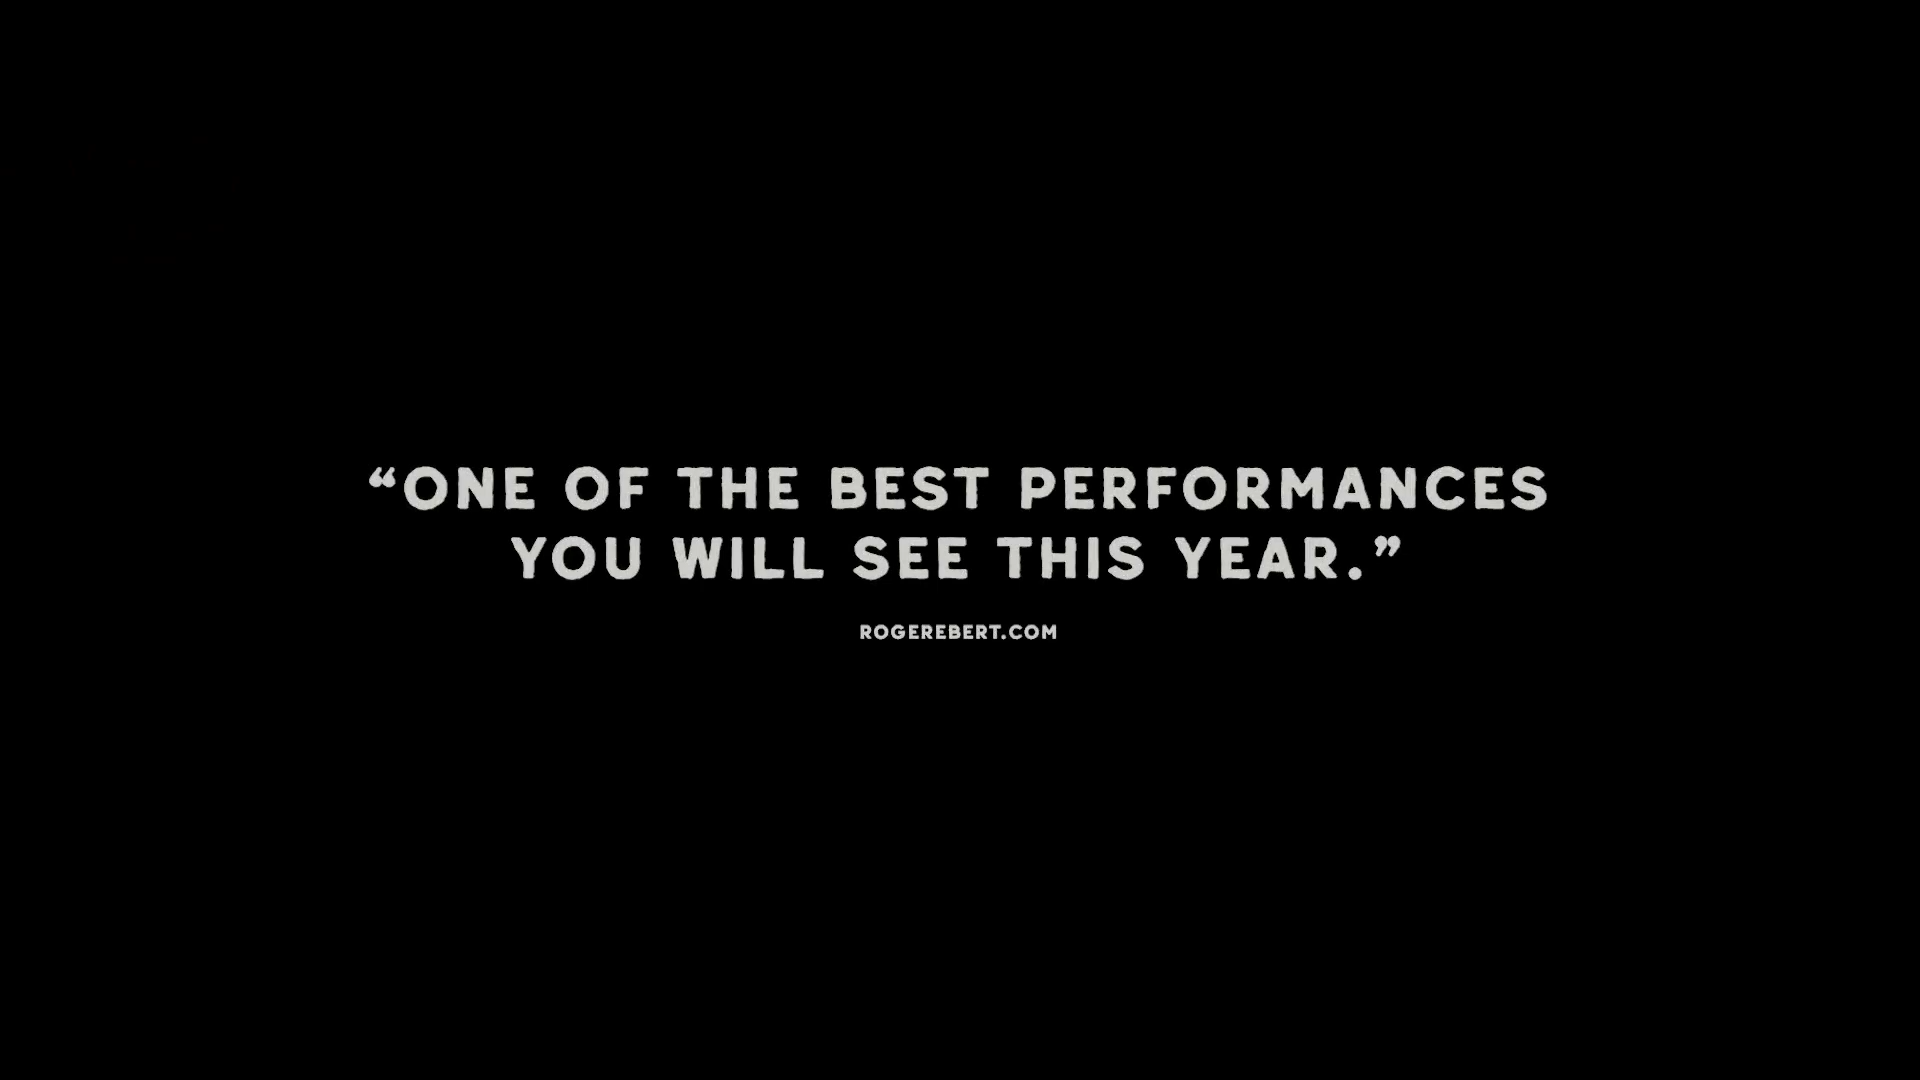 “ONE OF THE BEST PERFORMANCES
YOU WILL SEE THIS YEAR.”
ROGEREBERT.COM